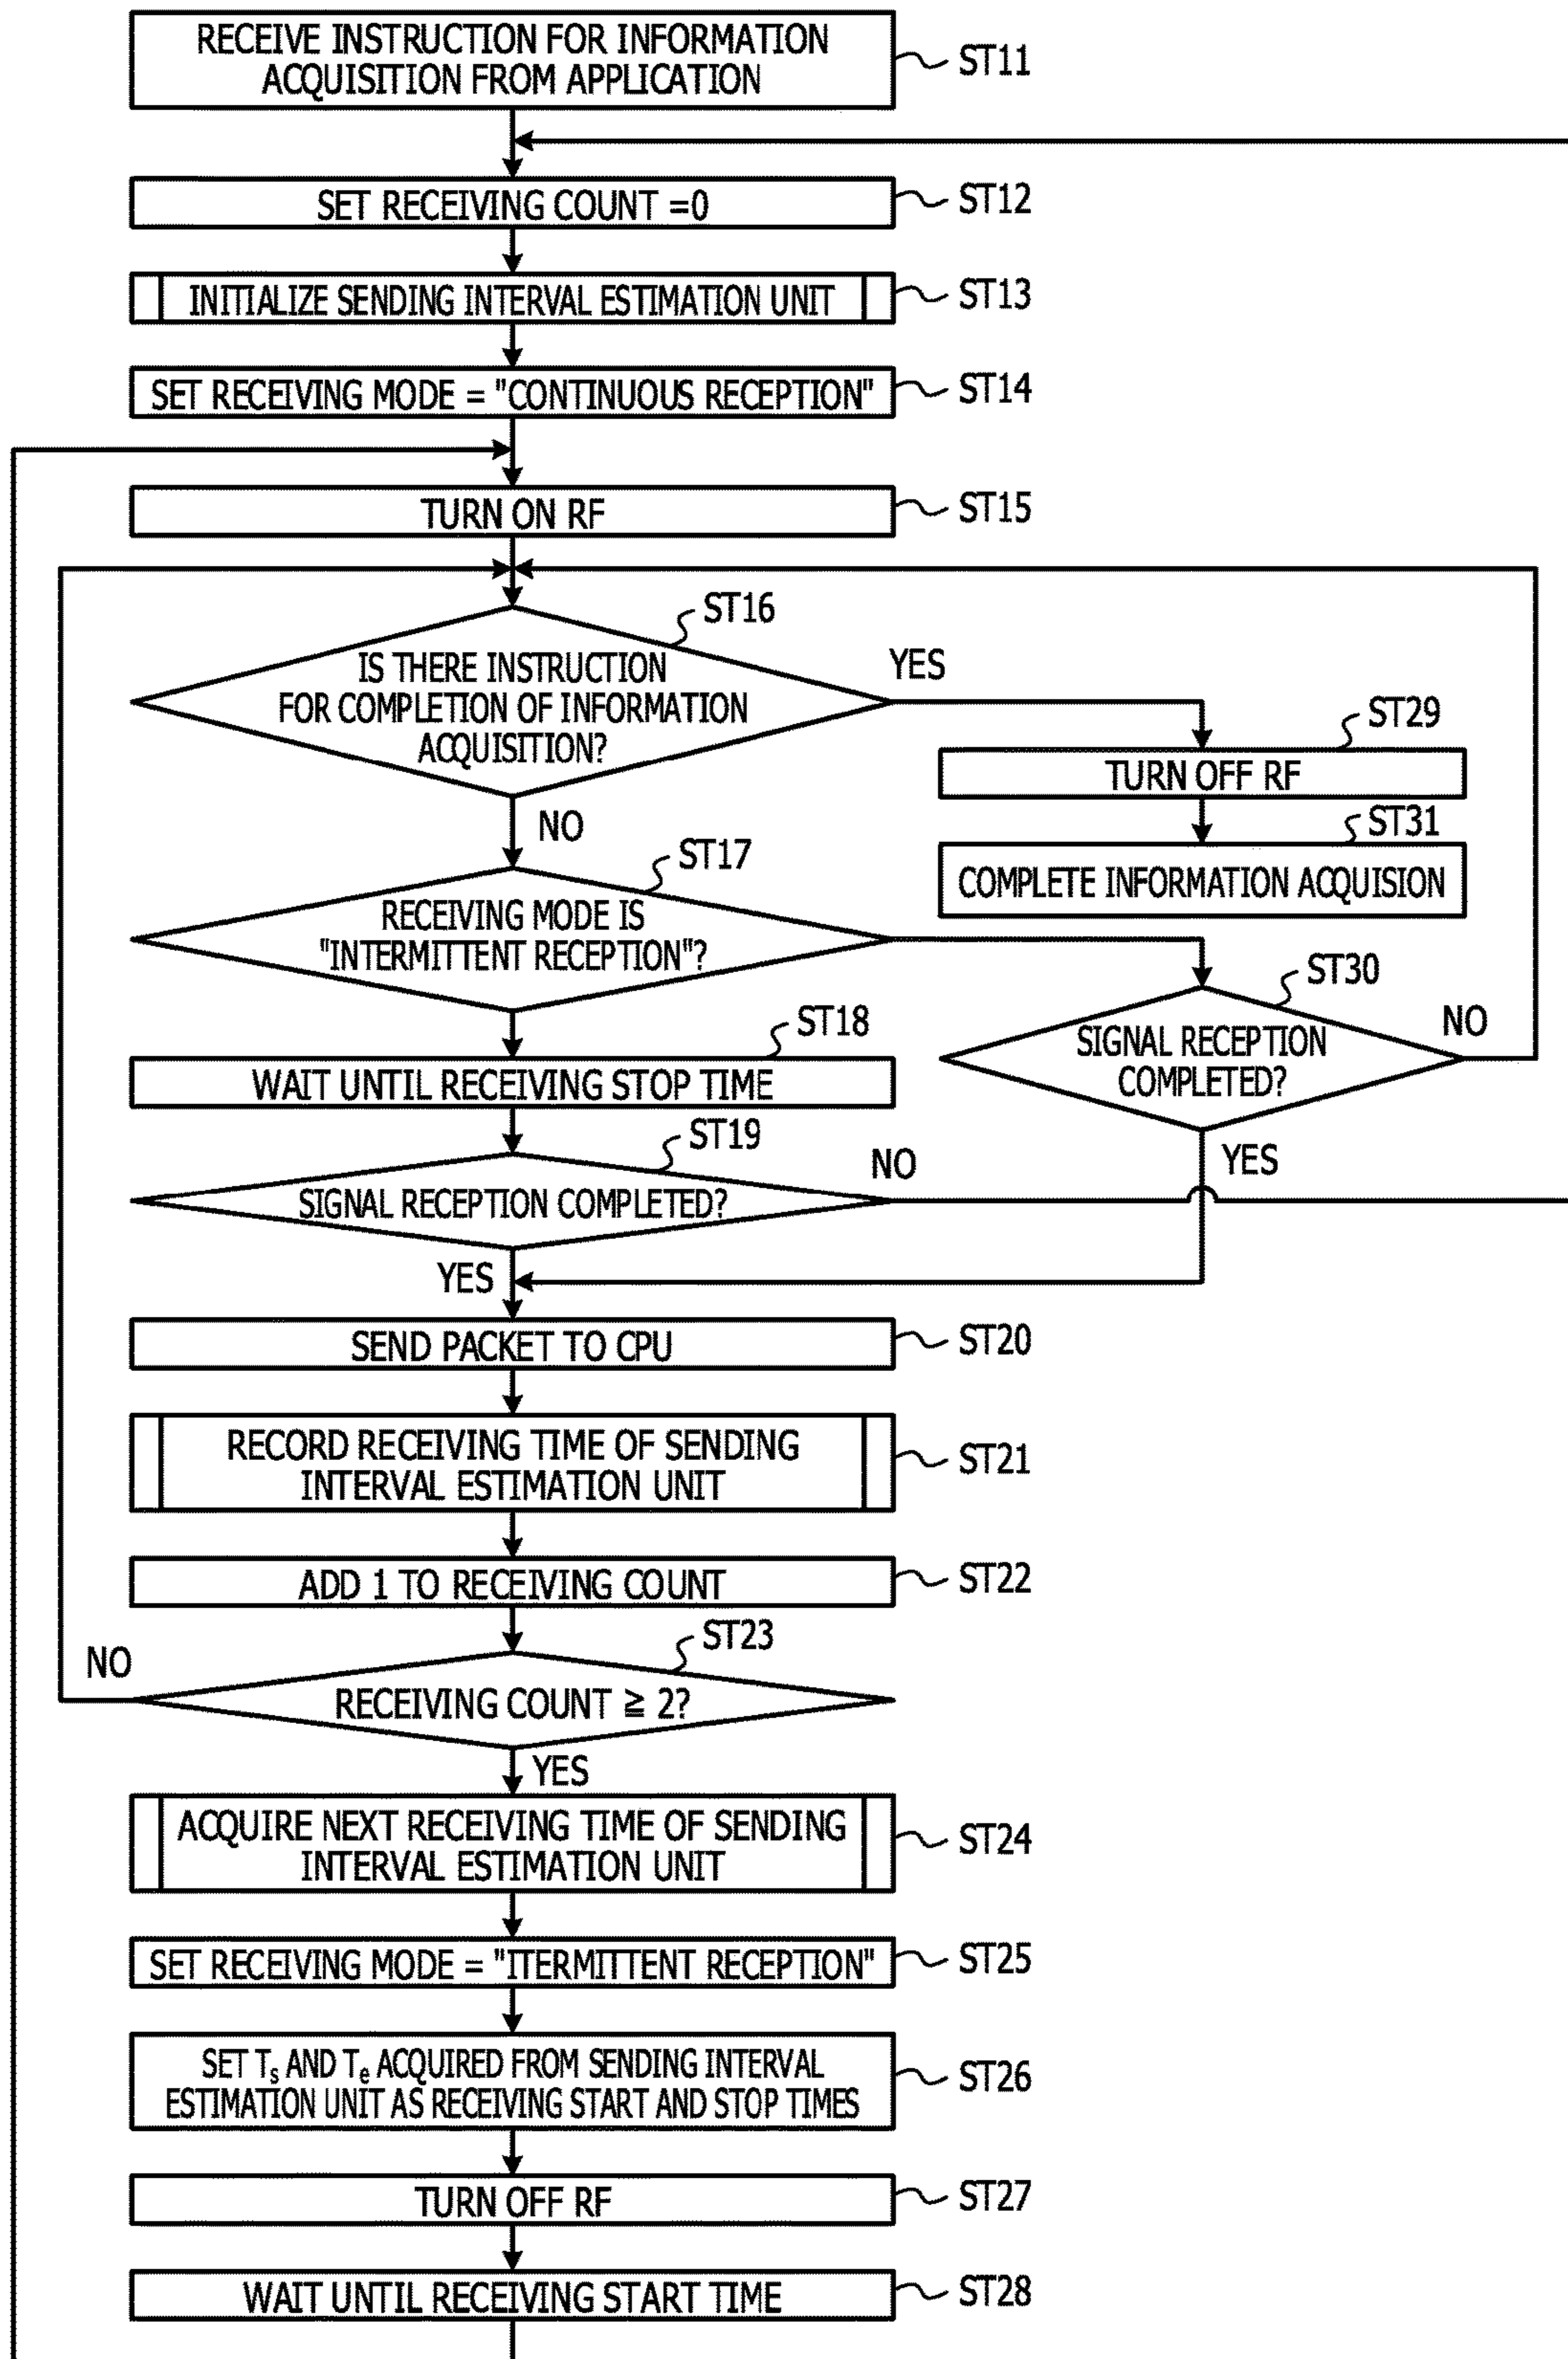 RECEIVE INSTRUCTION FOR INFORMATION
ACQUISITION FROM APPLICATION
ST11
SET RECEIVING COUNT =0
ST12
INITIALIZE SENDING INTERVAL ESTIMATION UNIT
ST13
SET RECEIVING MODE = "CONTINUOUS RECEPTION"
ST14
TURN ON RF
ST15
ST16
IS THERE INSTRUCTION
FOR COMPLETION OF INFORMATION
ACQUISITION?
YES
NO
ST29
TURN OFF RF
ST31
COMPLETE INFORMATION ACQUISION
ST17
RECEIVING MODE IS
"INTERMITTENT RECEPTION"?
ST30
SIGNAL RECEPTION
COMPLETED?
NO
YES
ST18
WAIT UNTIL RECEIVING STOP TIME
ST19
SIGNAL RECEPTION COMPLETED?
NO
YES
SEND PACKET TO CPU
ST20
RECORD RECEIVING TIME OF SENDING
INTERVAL ESTIMATION UNIT
ST21
ADD 1 TO RECEIVING COUNT
ST22
ST23
NO
RECEIVING COUNT ≧ 2?
YES
ACQUIRE NEXT RECEIVING TIME OF SENDING
INTERVAL ESTIMATION UNIT
ST24
SET RECEIVING MODE = "ITERMITTENT RECEPTION"
ST25
SET Ts AND Te ACQUIRED FROM SENDING INTERVAL
ESTIMATION UNIT AS RECEIVING START AND STOP TIMES
ST26
TURN OFF RF
ST27
WAIT UNTIL RECEIVING START TIME
ST28